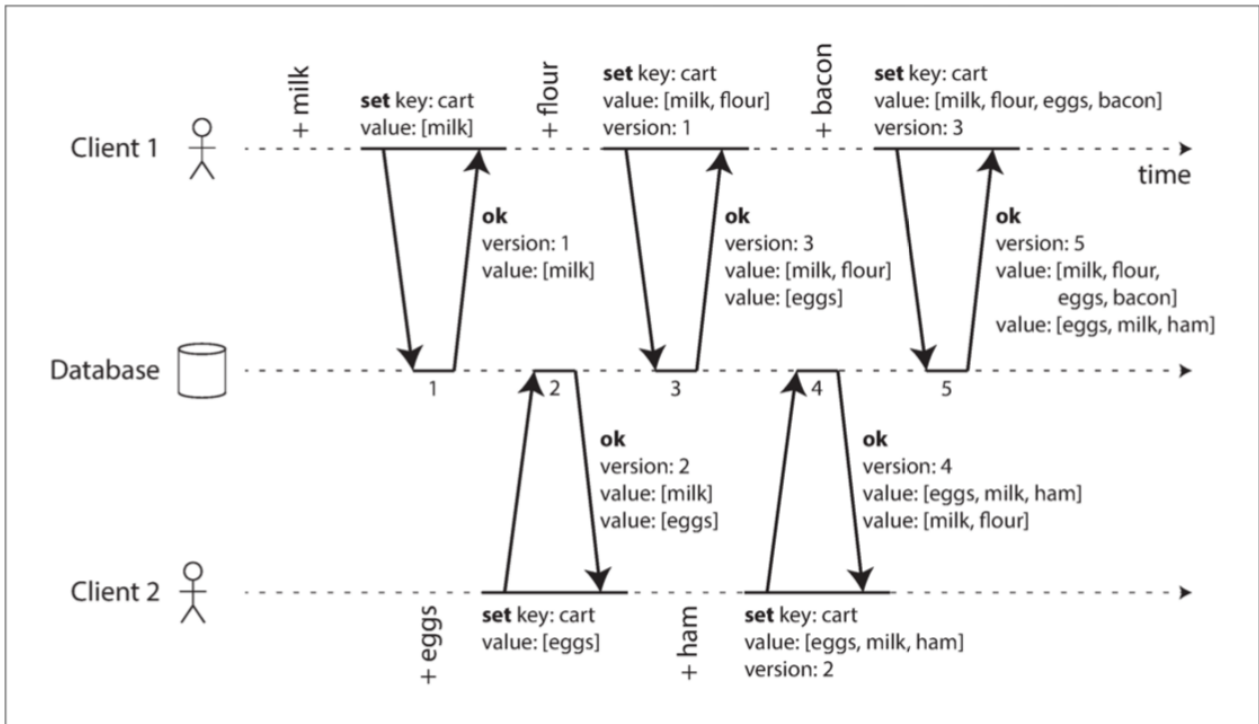 + milk
set key: cart
value: [milk]
+ flour
set key: cart
value: [milk, flour]
version: 1
+ bacon
set key: cart
value: [milk, flour, eggs, bacon]
version: 3
Client 1
time
ok
version: 1
value: [milk]
ok
version: 3
value: [milk, flour]
value: [eggs]
ok
version: 5
value: [milk, flour,
eggs, bacon]
value: [eggs, milk, ham]
Database
1
2
3
4
5
ok
version: 2
value: [milk]
value: [eggs]
ok
version: 4
value: [eggs, milk, ham]
value: [milk, flour]
Client 2
+ eggs
set key: cart
value: [eggs]
+ ham
set key: cart
value: [eggs, milk, ham]
version: 2